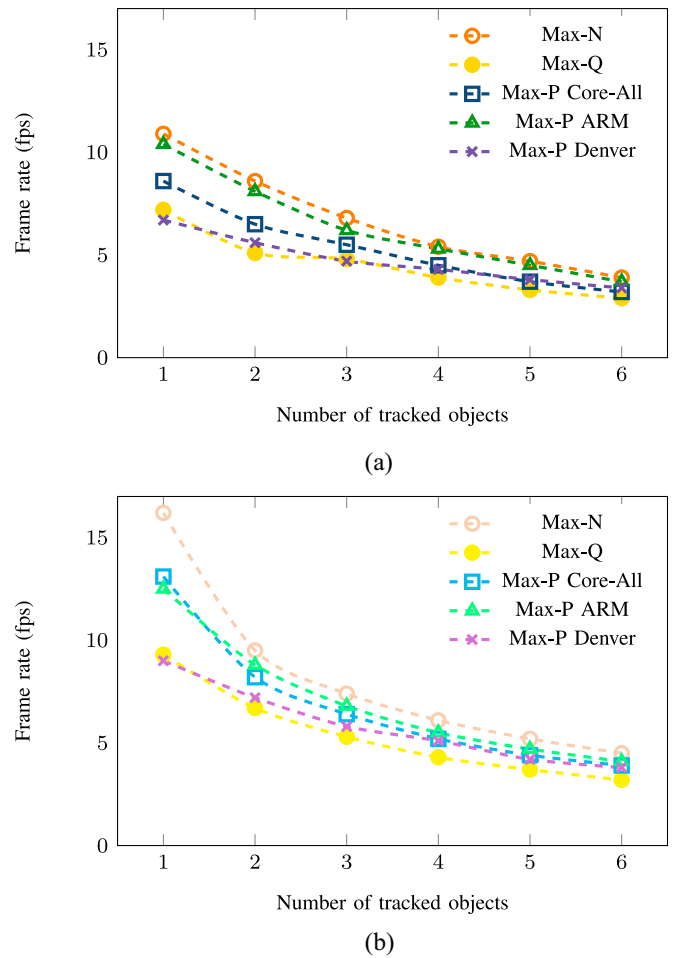 15
10
5
0
Frame rate (fps)
Max-N
Max-Q
Max-P Core-All
Max-P ARM
Max-P Denver
1 2 3 4 5 6
Number of tracked objects
(a)
15
10
5
0
Frame rate (fps)
Max-N
Max-Q
Max-P Core-All
Max-P ARM
Max-P Denver
1 2 3 4 5 6
Number of tracked objects
(b)